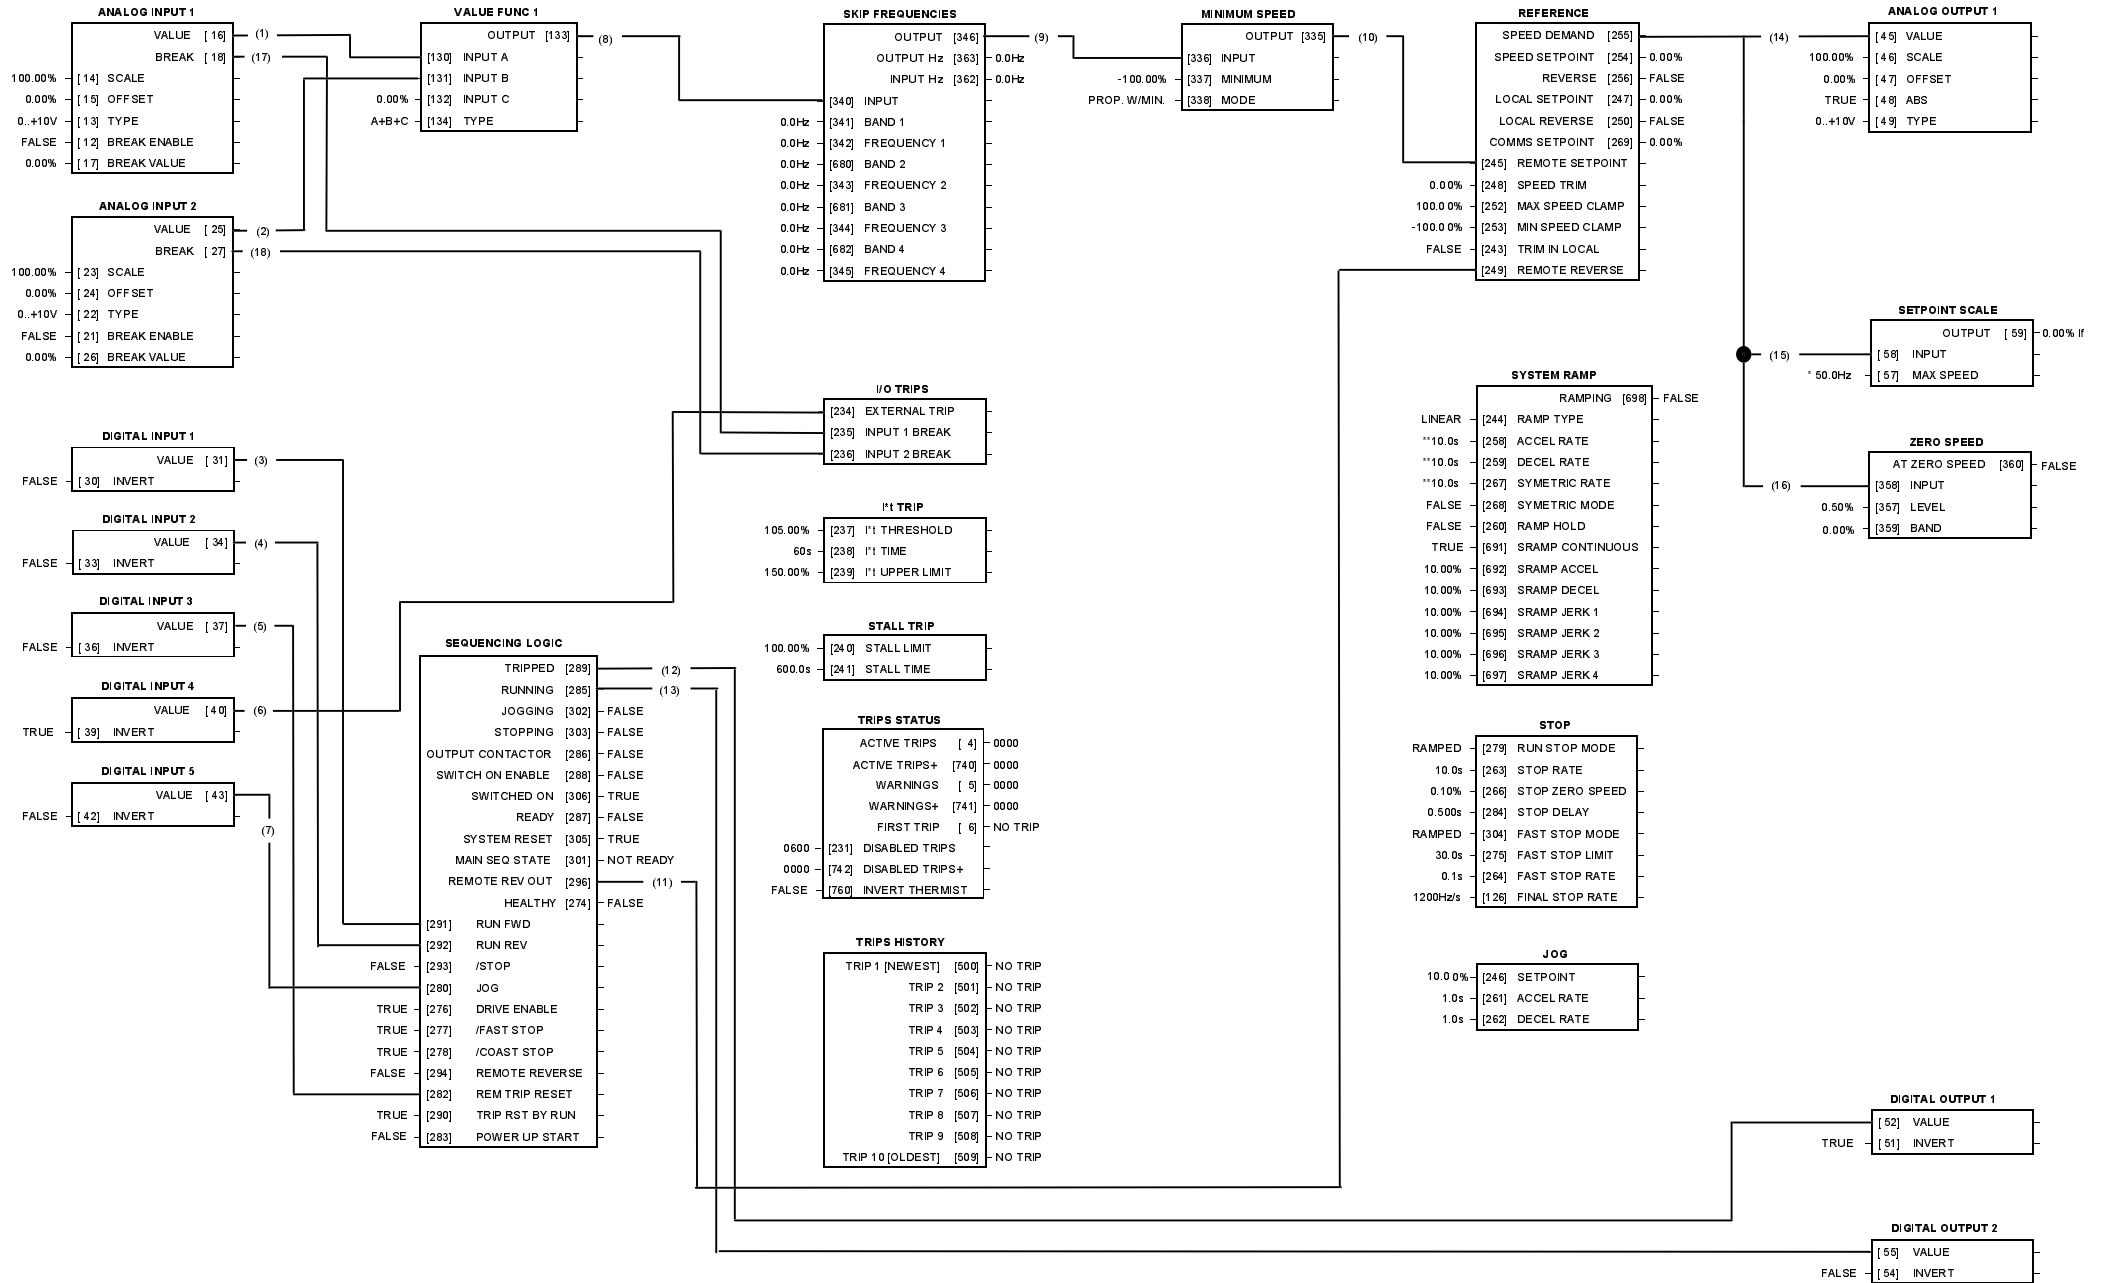 ANALOG INPUT 1
VALUE [ 16] (1)
BREAK [ 18] (17)
100.00% [ 14] SCALE
0.00% [ 15] OFFSET
0..+10V [ 13] TYPE
FALSE [ 12] BREAK ENABLE
0.00% [ 17] BREAK VALUE
ANALOG INPUT 2
VALUE [ 25] (2)
BREAK [ 27] (18)
100.00% [ 23] SCALE
0.00% [ 24] OFFSET
0..+10V [ 22] TYPE
FALSE [ 21] BREAK ENABLE
0.00% [ 26] BREAK VALUE
DIGITAL INPUT 1
VALUE [ 31] (3)
FALSE [ 30] INVERT
DIGITAL INPUT 2
VALUE [ 34] (4)
FALSE [ 33] INVERT
DIGITAL INPUT 3
VALUE [ 37] (5)
FALSE [ 36] INVERT
DIGITAL INPUT 4
VALUE [ 40] (6)
TRUE [ 39] INVERT
DIGITAL INPUT 5
VALUE [ 43]
FALSE [ 42] INVERT
(7)
VALUE FUNC 1
OUTPUT [133] (8)
[130] INPUT A
[131] INPUT B
0.00% [132] INPUT C
A+B+C [134] TYPE
SEQUENCING LOGIC
TRIPPED [289] (12)
RUNNING [285] (13)
JOGGING [302] FALSE
STOPPING [303] FALSE
OUTPUT CONTACTOR [286] FALSE
SWITCH ON ENABLE [288] FALSE
SWITCHED ON [306] TRUE
READY [287] FALSE
SYSTEM RESET [305] TRUE
MAIN SEQ STATE [301] NOT READY
REMOTE REV OUT [296] (11)
HEALTHY [274] FALSE
[291] RUN FWD
[292] RUN REV
FALSE [293] /STOP
[280] JOG
TRUE [276] DRIVE ENABLE
TRUE [277] /FAST STOP
TRUE [278] /COAST STOP
FALSE [294] REMOTE REVERSE
[282] REM TRIP RESET
TRUE [290] TRIP RST BY RUN
FALSE [283] POWER UP START
SKIP FREQUENCIES
OUTPUT [346] (9)
OUTPUT Hz [363] 0.0Hz
INPUT Hz [362] 0.0Hz
[340] INPUT
0.0Hz [341] BAND 1
0.0Hz [342] FREQUENCY 1
0.0Hz [680] BAND 2
0.0Hz [343] FREQUENCY 2
0.0Hz [681] BAND 3
0.0Hz [344] FREQUENCY 3
0.0Hz [682] BAND 4
0.0Hz [345] FREQUENCY 4
I/O TRIPS
[234] EXTERNAL TRIP
[235] INPUT 1 BREAK
[236] INPUT 2 BREAK
I*t TRIP
105.00% [237] I*t THRESHOLD
60s [238] I*t TIME
150.00% [239] I*t UPPER LIMIT
STALL TRIP
100.00% [240] STALL LIMIT
600.0s [241] STALL TIME
TRIPS STATUS
ACTIVE TRIPS [ 4] 0000
ACTIVE TRIPS+ [740] 0000
WARNINGS [ 5] 0000
WARNINGS+ [741] 0000
FIRST TRIP [ 6] NO TRIP
0600 [231] DISABLED TRIPS
0000 [742] DISABLED TRIPS+
FALSE [760] INVERT THERMIST
TRIPS HISTORY
TRIP 1 [NEWEST] [500] NO TRIP
TRIP 2 [501] NO TRIP
TRIP 3 [502] NO TRIP
TRIP 4 [503] NO TRIP
TRIP 5 [504] NO TRIP
TRIP 6 [505] NO TRIP
TRIP 7 [506] NO TRIP
TRIP 8 [507] NO TRIP
TRIP 9 [508] NO TRIP
TRIP 10 [OLDEST] [509] NO TRIP
MINIMUM SPEED
OUTPUT [335] (10)
[336] INPUT
-100.00% [337] MINIMUM
PROP. W/MIN. [338] MODE
REFERENCE
SPEED DEMAND [255] (14)
SPEED SETPOINT [254] 0.00%
REVERSE [256] FALSE
LOCAL SETPOINT [247] 0.00%
LOCAL REVERSE [250] FALSE
COMMS SETPOINT [269] 0.00%
[245] REMOTE SETPOINT
0.00% [248] SPEED TRIM
100.00% [252] MAX SPEED CLAMP
-100.00% [253] MIN SPEED CLAMP
FALSE [243] TRIM IN LOCAL
[249] REMOTE REVERSE
SYSTEM RAMP
RAMPING [698] FALSE
LINEAR [244] RAMP TYPE
**10.0s [258] ACCEL RATE
**10.0s [259] DECEL RATE
**10.0s [267] SYMETRIC RATE
FALSE [268] SYMETRIC MODE
FALSE [260] RAMP HOLD
TRUE [691] SRAMP CONTINUOUS
10.00% [692] SRAMP ACCEL
10.00% [693] SRAMP DECEL
10.00% [694] SRAMP JERK 1
10.00% [695] SRAMP JERK 2
10.00% [696] SRAMP JERK 3
10.00% [697] SRAMP JERK 4
STOP
RAMPED [279] RUN STOP MODE
10.0s [263] STOP RATE
0.10% [266] STOP ZERO SPEED
0.500s [284] STOP DELAY
RAMPED [304] FAST STOP MODE
30.0s [275] FAST STOP LIMIT
0.1s [264] FAST STOP RATE
1200Hz/s [126] FINAL STOP RATE
JOG
10.00% [246] SETPOINT
1.0s [261] ACCEL RATE
1.0s [262] DECEL RATE
ANALOG OUTPUT 1
[ 45] VALUE
100.00% [ 46] SCALE
0.00% [ 47] OFFSET
TRUE [ 48] ABS
0..+10V [ 49] TYPE
SETPOINT SCALE
OUTPUT [ 59] 0.00% If
(15) [ 58] INPUT
* 50.0Hz [ 57] MAX SPEED
ZERO SPEED
AT ZERO SPEED [360] FALSE
(16) [358] INPUT
0.50% [357] LEVEL
0.00% [359] BAND
DIGITAL OUTPUT 1
[ 52] VALUE
TRUE [ 51] INVERT
DIGITAL OUTPUT 2
[ 55] VALUE
FALSE [ 54] INVERT